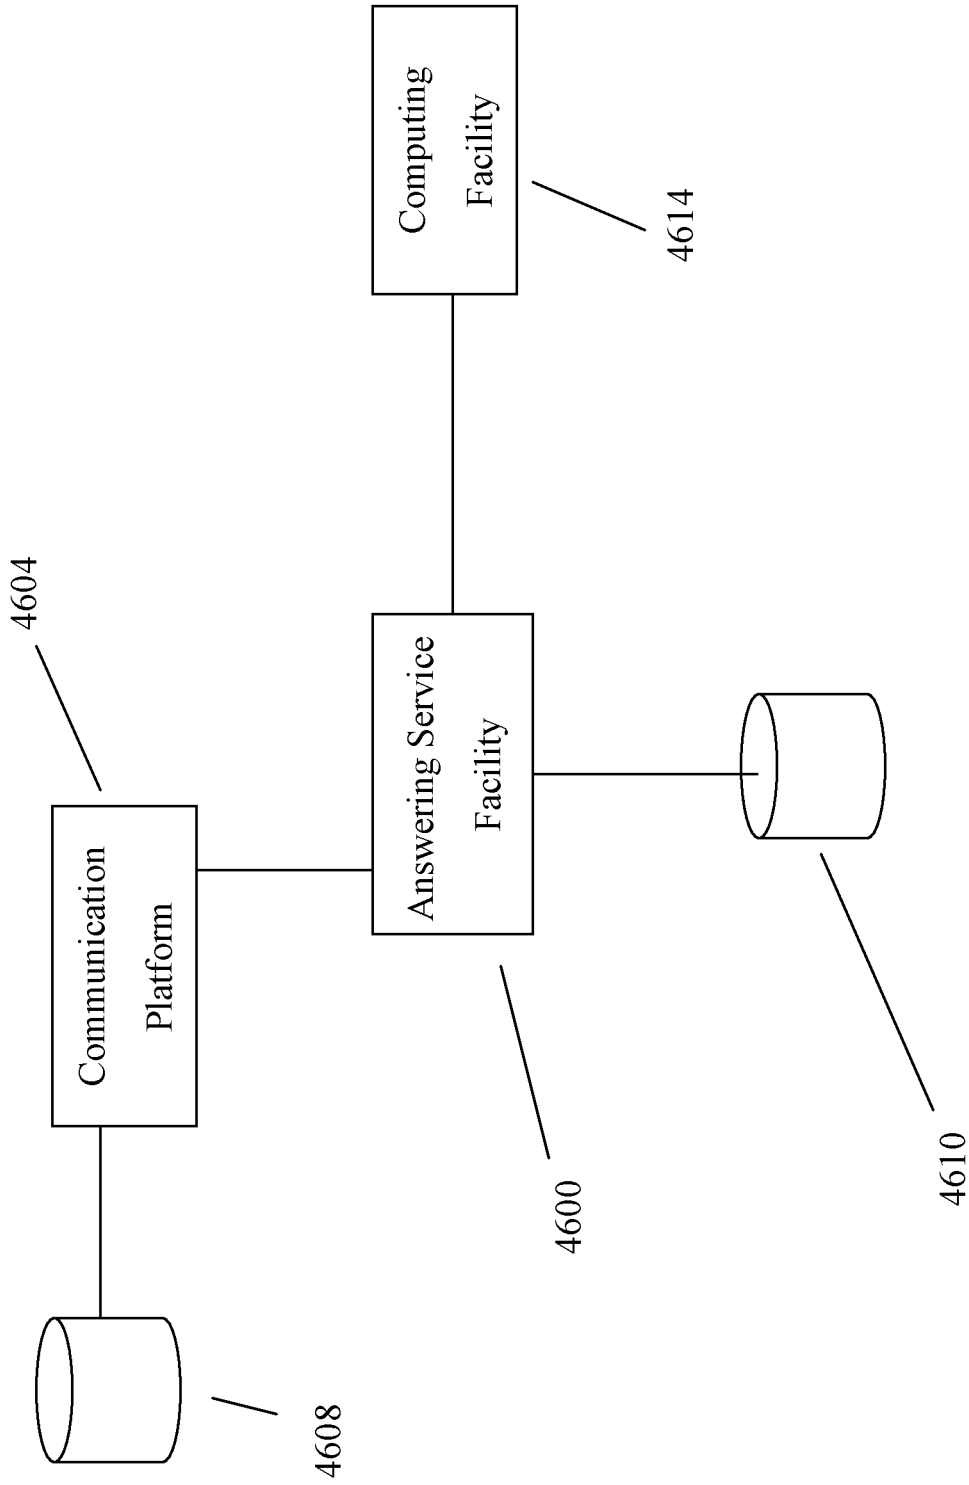 4604
Communication
Platform
4608
Answering Service
Facility
4600
Computing
Facility
4614
4610